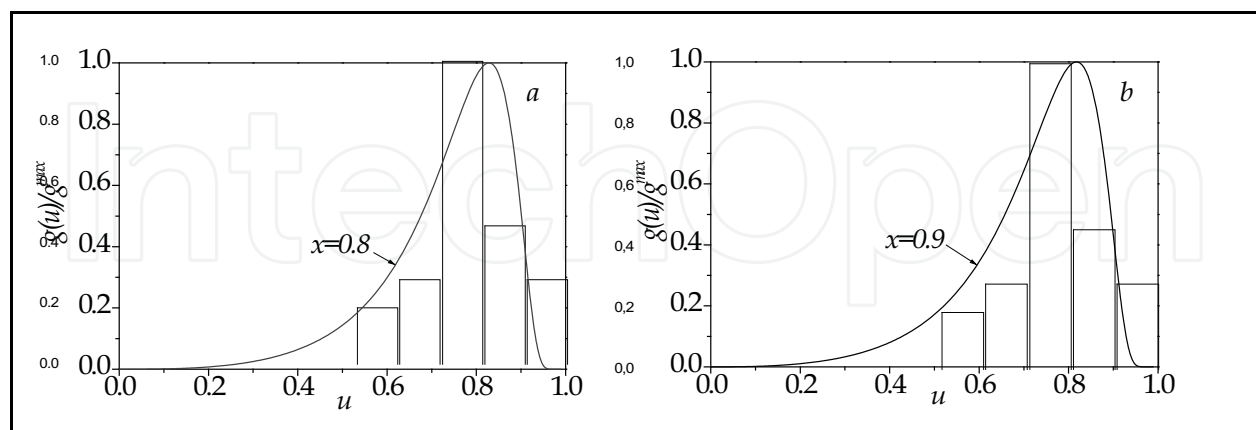 IntechOpen
a
1.0 1.0
0.8 0.8
0.6 0.6
0.4 0.4
0.2 0.2
0.0 0.0
g(u)/g^max
x=0.8
0.0 0.2 0.4 0.6 0.8 1.0
u
b
1,0 1.0
0,8 0.8
0,6 0.6
0,4 0.4
0,2 0.2
0,0 0.0
g(u)/g^max
x=0.9
0.0 0.2 0.4 0.6 0.8 1.0
u